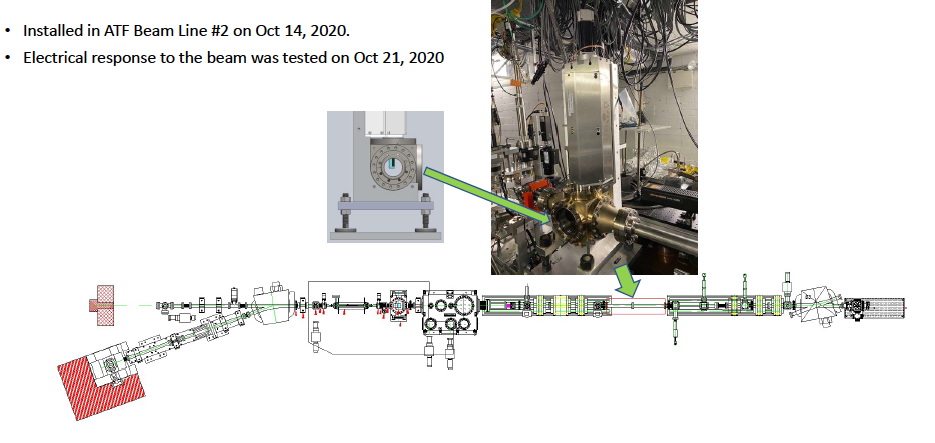 Installed in ATF Beam Line #2 on Oct 14, 2020.
Electrical response to the beam was tested on Oct 21, 2020